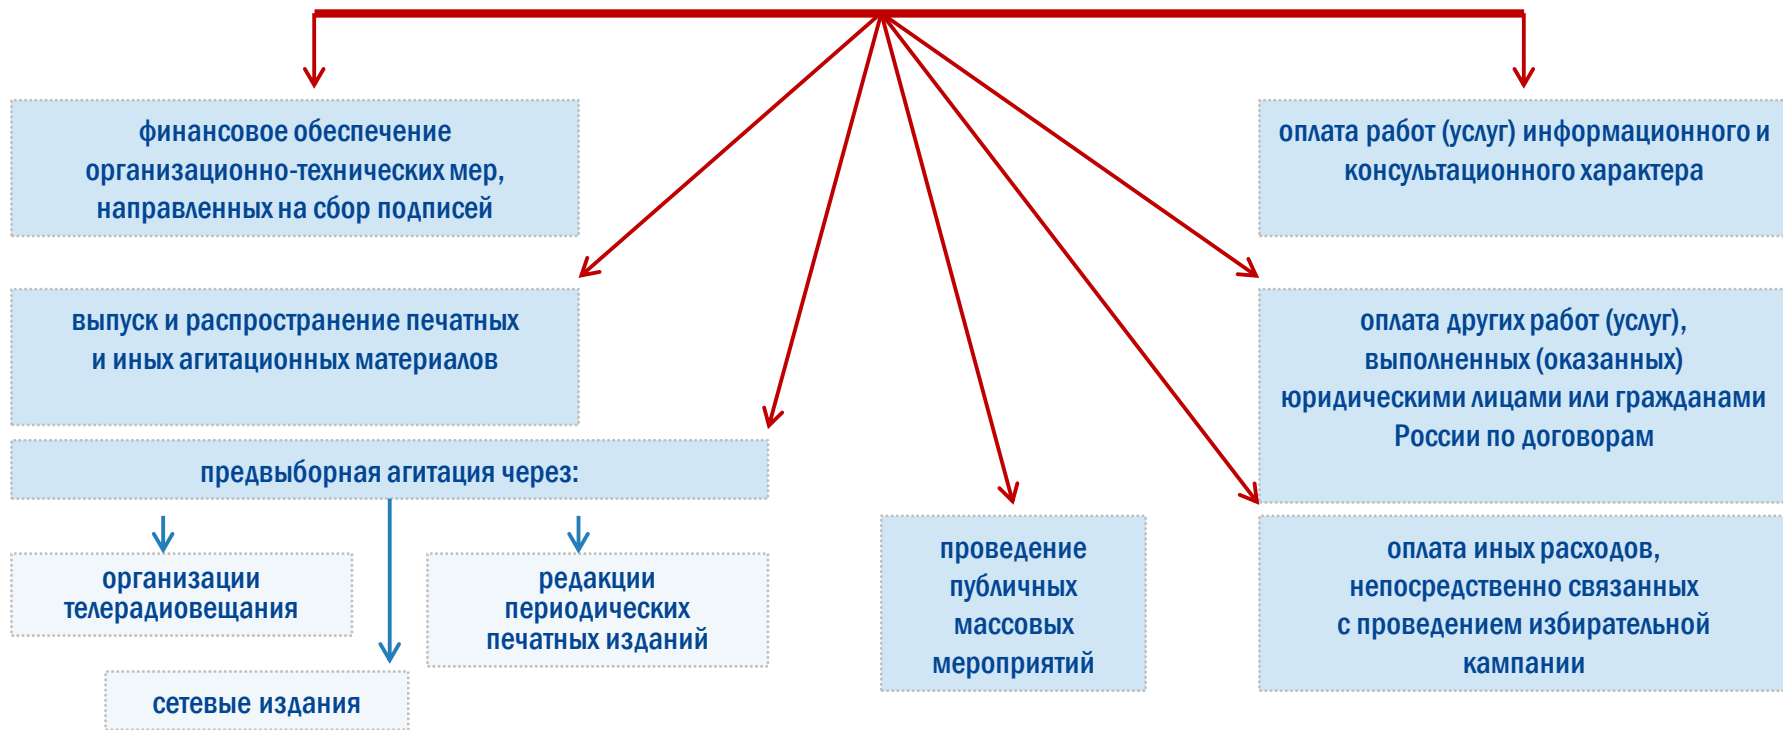 финансовое обеспечение
организационно-технических мер,
направленных на сбор подписей
оплата работ (услуг) информационного и
консультационного характера
выпуск и распространение печатных
и иных агитационных материалов
оплата других работ (услуг),
выполненных (оказанных)
юридическими лицами или гражданами
России по договорам
предвыборная агитация через:
организации
телерадиовещания
редакции
периодических
печатных изданий
сетевые издания
проведение
публичных
массовых
мероприятий
оплата иных расходов,
непосредственно связанных
с проведением избирательной
кампании